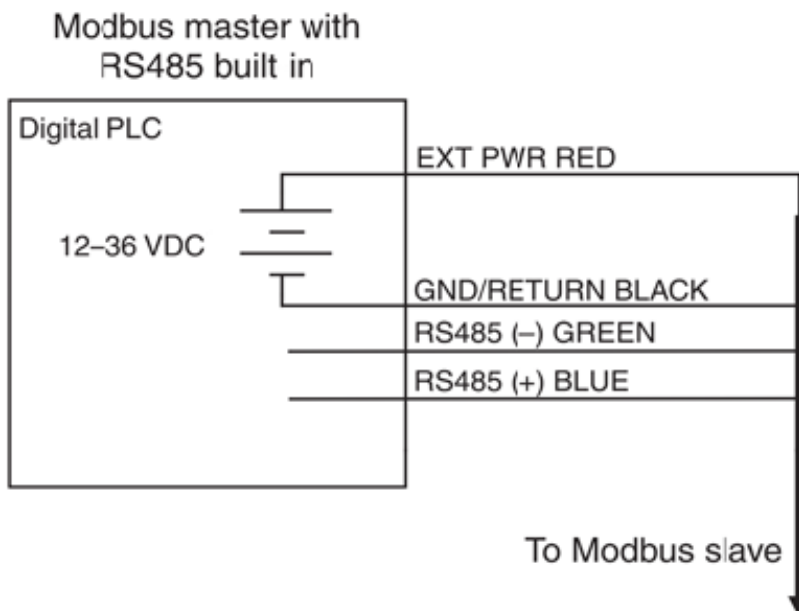 Modbus master with
RS485 built in
Digital PLC
EXT PWR RED
12–36 VDC
GND/RETURN BLACK
RS485 (–) GREEN
RS485 (+) BLUE
To Modbus slave